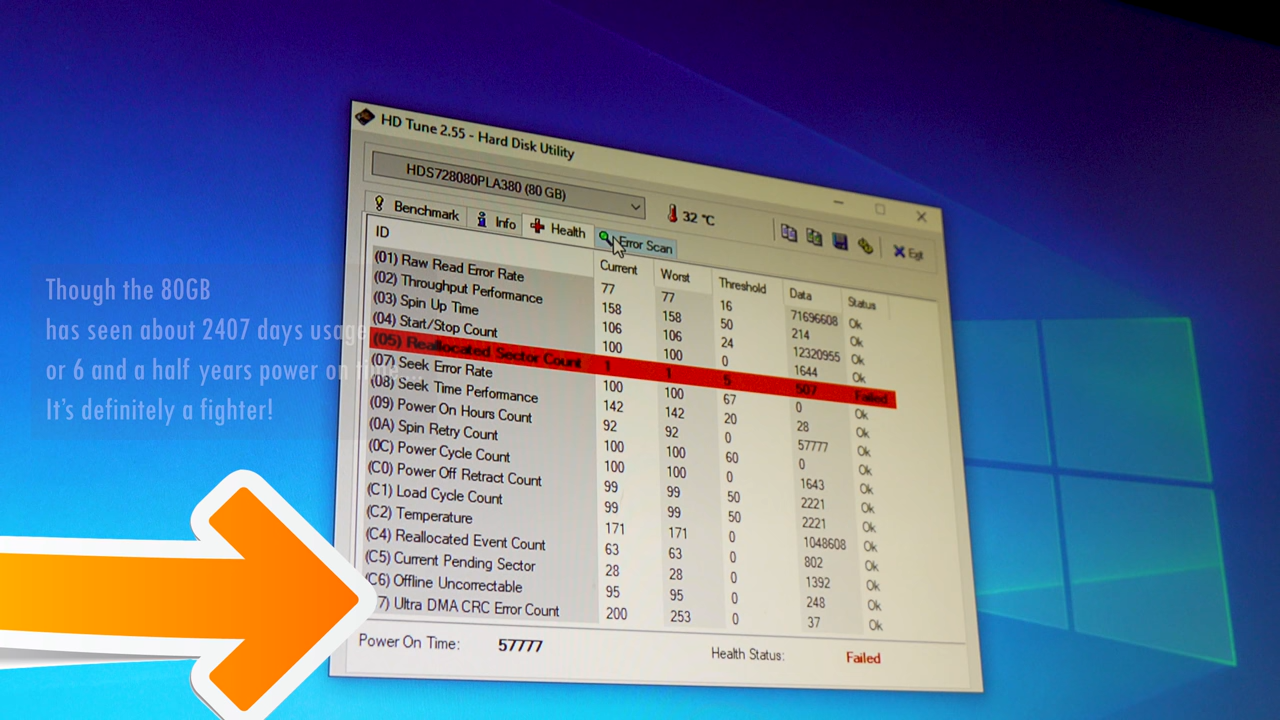 HD Tune 2.55 - Hard Disk Utility
HDS728080PLA380 (80 GB)
32 °C
Exit
Benchmark Info Health Error Scan
ID Current Worst Threshold Data Status
(01) Raw Read Error Rate 77 77 16 71696608 Ok
(02) Throughput Performance 158 158 50 214 Ok
(03) Spin Up Time 106 106 24 12320955 Ok
(04) Start/Stop Count 100 100 0 1644 Ok
(05) Reallocated Sector Count 1 1 5 507 Failed
(07) Seek Error Rate 100 100 67 0 Ok
(08) Seek Time Performance 142 142 20 28 Ok
(09) Power On Hours Count 92 92 0 57777 Ok
(0A) Spin Retry Count 100 100 60 0 Ok
(0C) Power Cycle Count 100 100 0 1643 Ok
(C0) Power Off Retract Count 99 99 50 2221 Ok
(C1) Load Cycle Count 99 99 50 2221 Ok
(C2) Temperature 171 171 0 1048608 Ok
(C4) Reallocated Event Count 63 63 0 802 Ok
(C5) Current Pending Sector 28 28 0 1392 Ok
(C6) Offline Uncorrectable 95 95 0 248 Ok
7) Ultra DMA CRC Error Count 200 253 0 37 Ok
Power On Time: 57777 Health Status: Failed
Though the 80GB
has seen about 2407 days usage
or 6 and a half years power on time...
It's definitely a fighter!